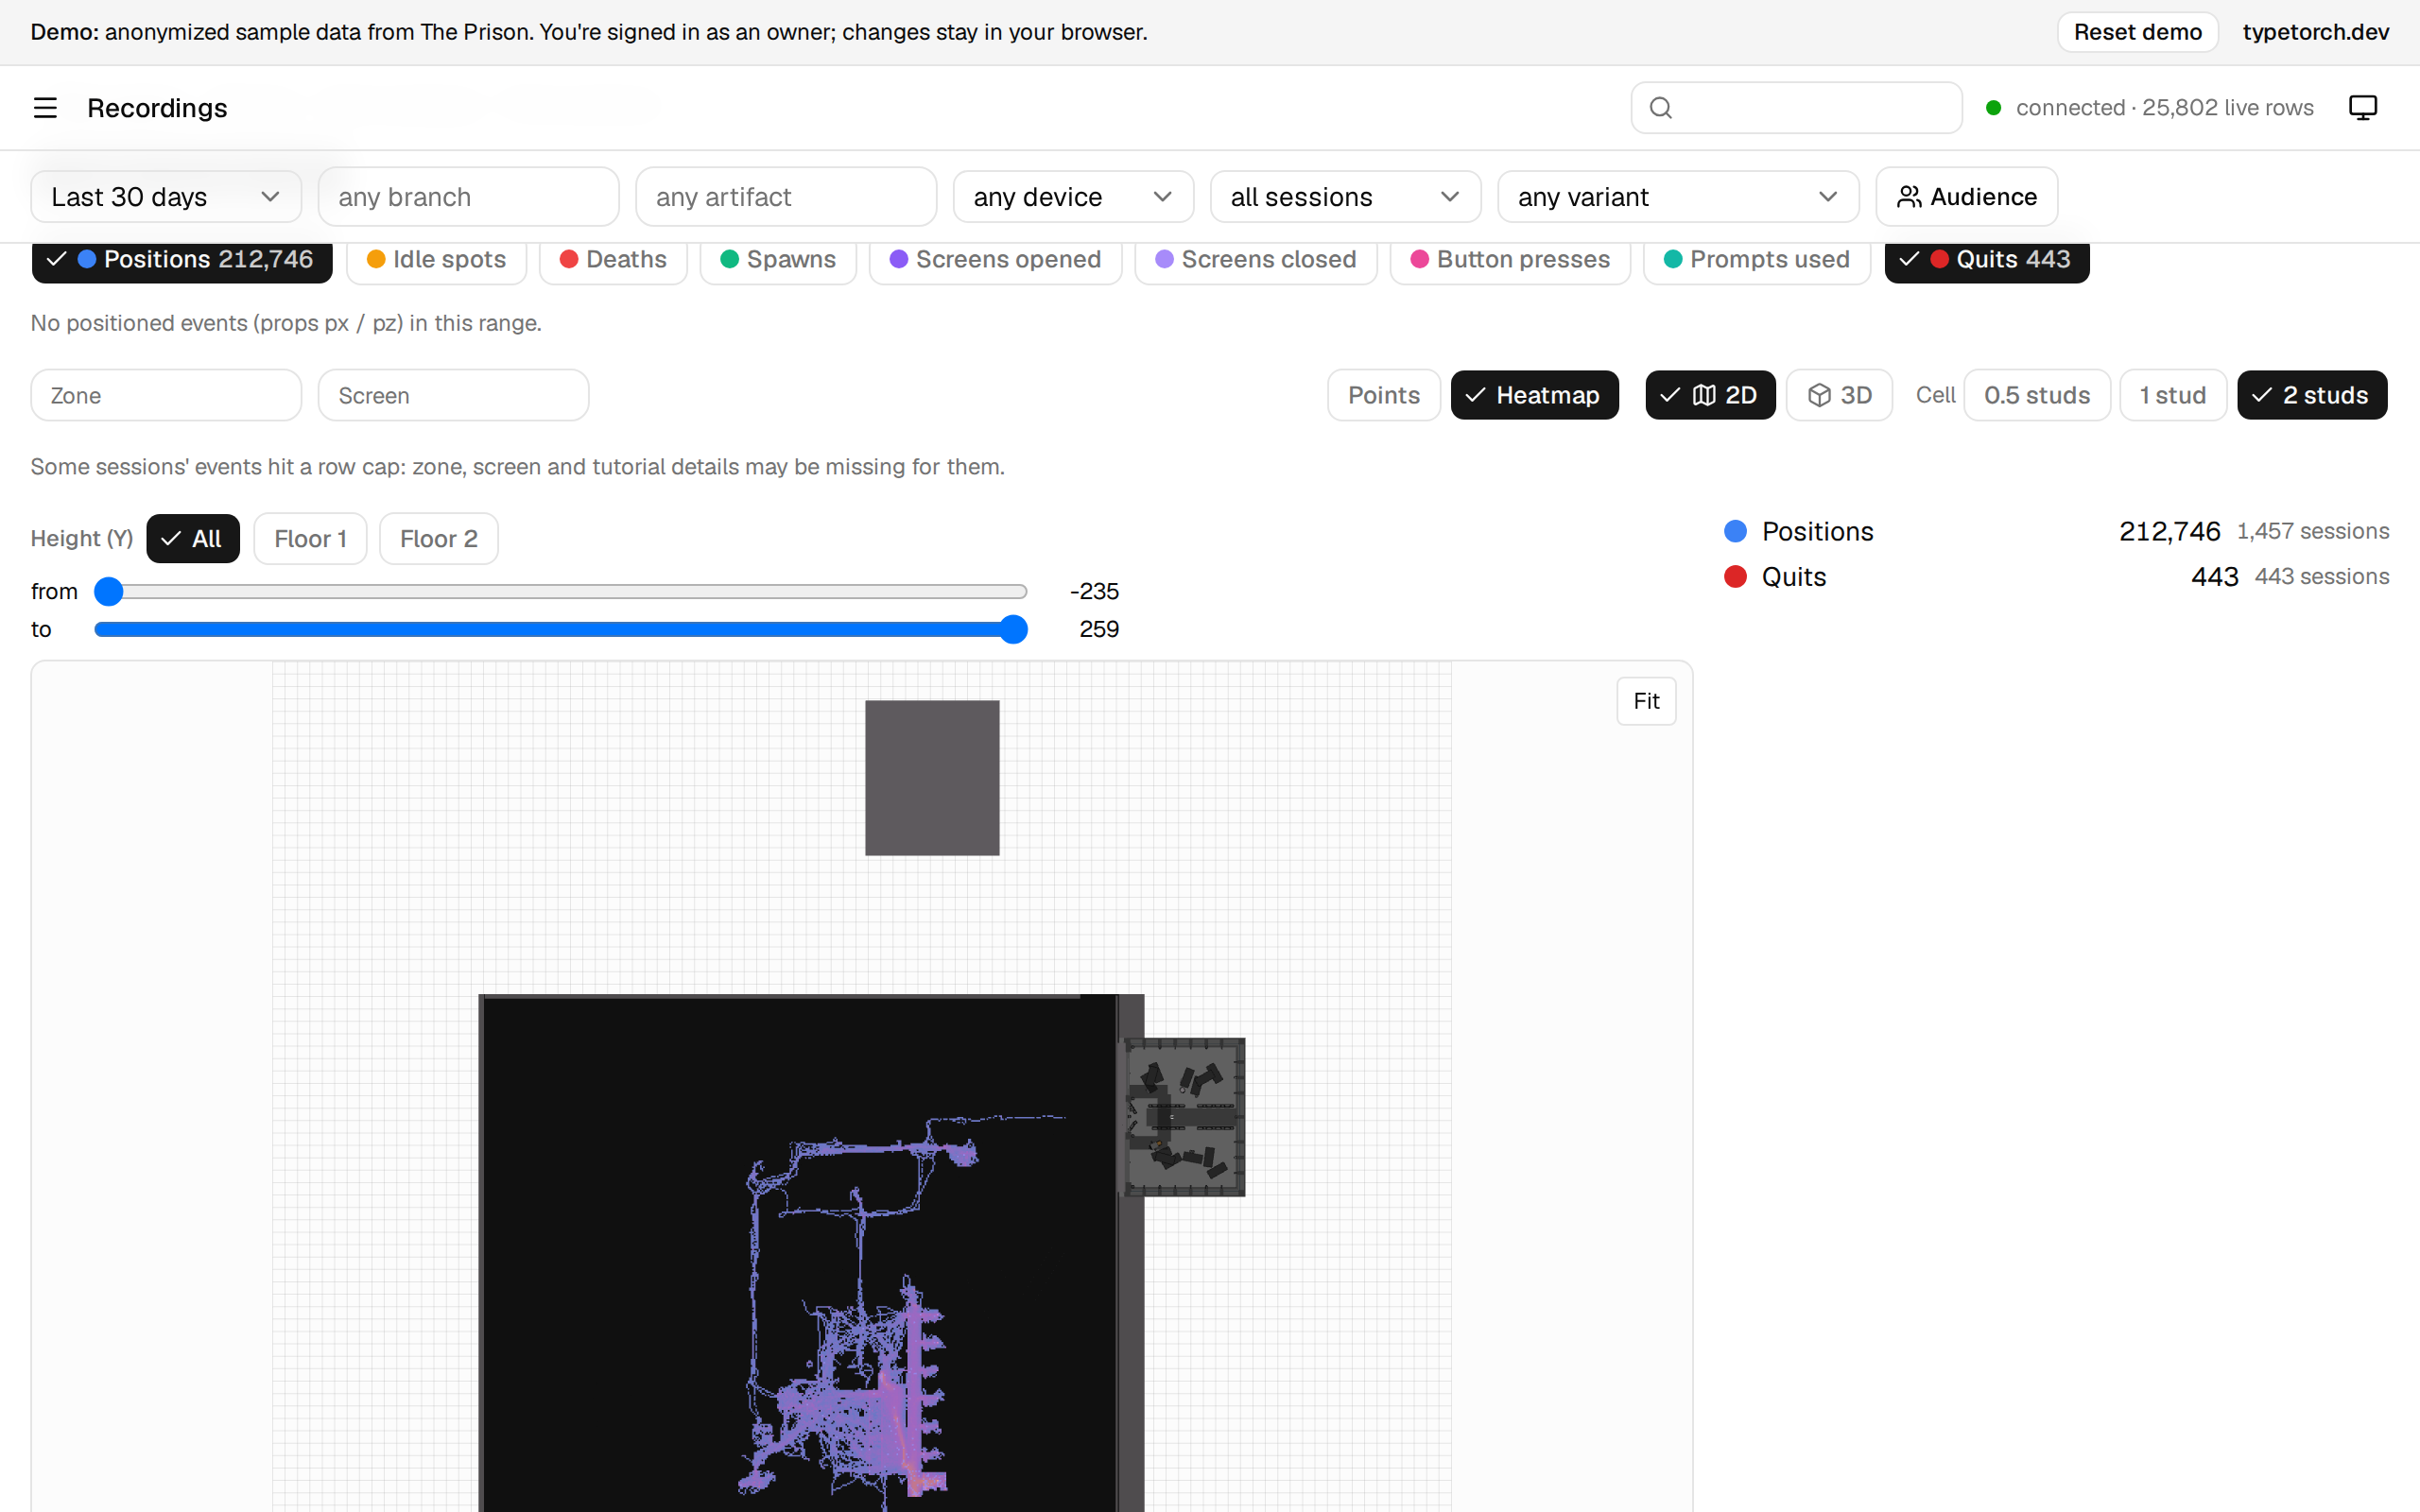 Demo: anonymized sample data from The Prison. You're signed in as an owner; changes stay in your browser. Reset demo typetorch.dev
Recordings connected · 25,802 live rows
Last 30 days any branch any artifact any device all sessions any variant Audience
Positions 212,746 Idle spots Deaths Spawns Screens opened Screens closed Button presses Prompts used Quits 443
No positioned events (props px / pz) in this range.
Zone Screen Points Heatmap 2D 3D Cell 0.5 studs 1 stud 2 studs
Some sessions' events hit a row cap: zone, screen and tutorial details may be missing for them.
Height (Y) All Floor 1 Floor 2
Positions 212,746 1,457 sessions
Quits 443 443 sessions
from -235
to 259
Fit